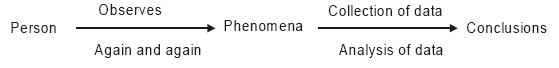 Observes
Collection of data
Person
Phenomena
Conclusions
Again and again
Analysis of data